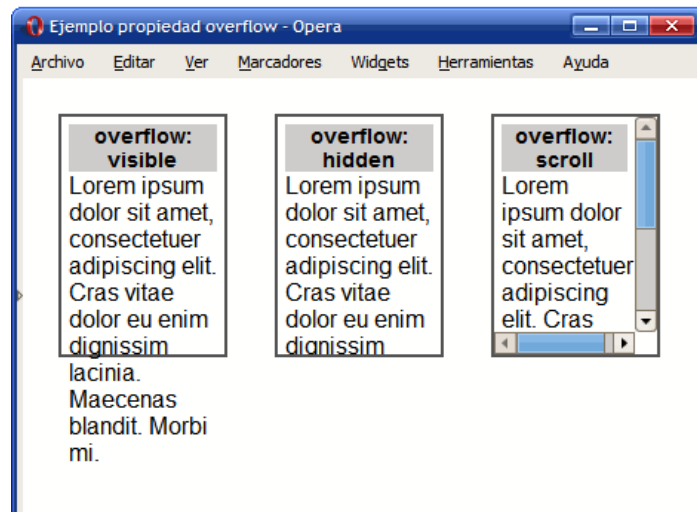 Ejemplo propiedad overflow - Opera
Archivo Editar Ver Marcadores Widgets Herramientas Ayuda
overflow:
visible
Lorem ipsum
dolor sit amet,
consectetuer
adipiscing elit.
Cras vitae
dolor eu enim
dignissim
lacinia.
Maecenas
blandit. Morbi
mi.
overflow:
hidden
Lorem ipsum
dolor sit amet,
consectetuer
adipiscing elit.
Cras vitae
dolor eu enim
dignissim
overflow:
scroll
Lorem
ipsum dolor
sit amet,
consectetuer
adipiscing
elit. Cras